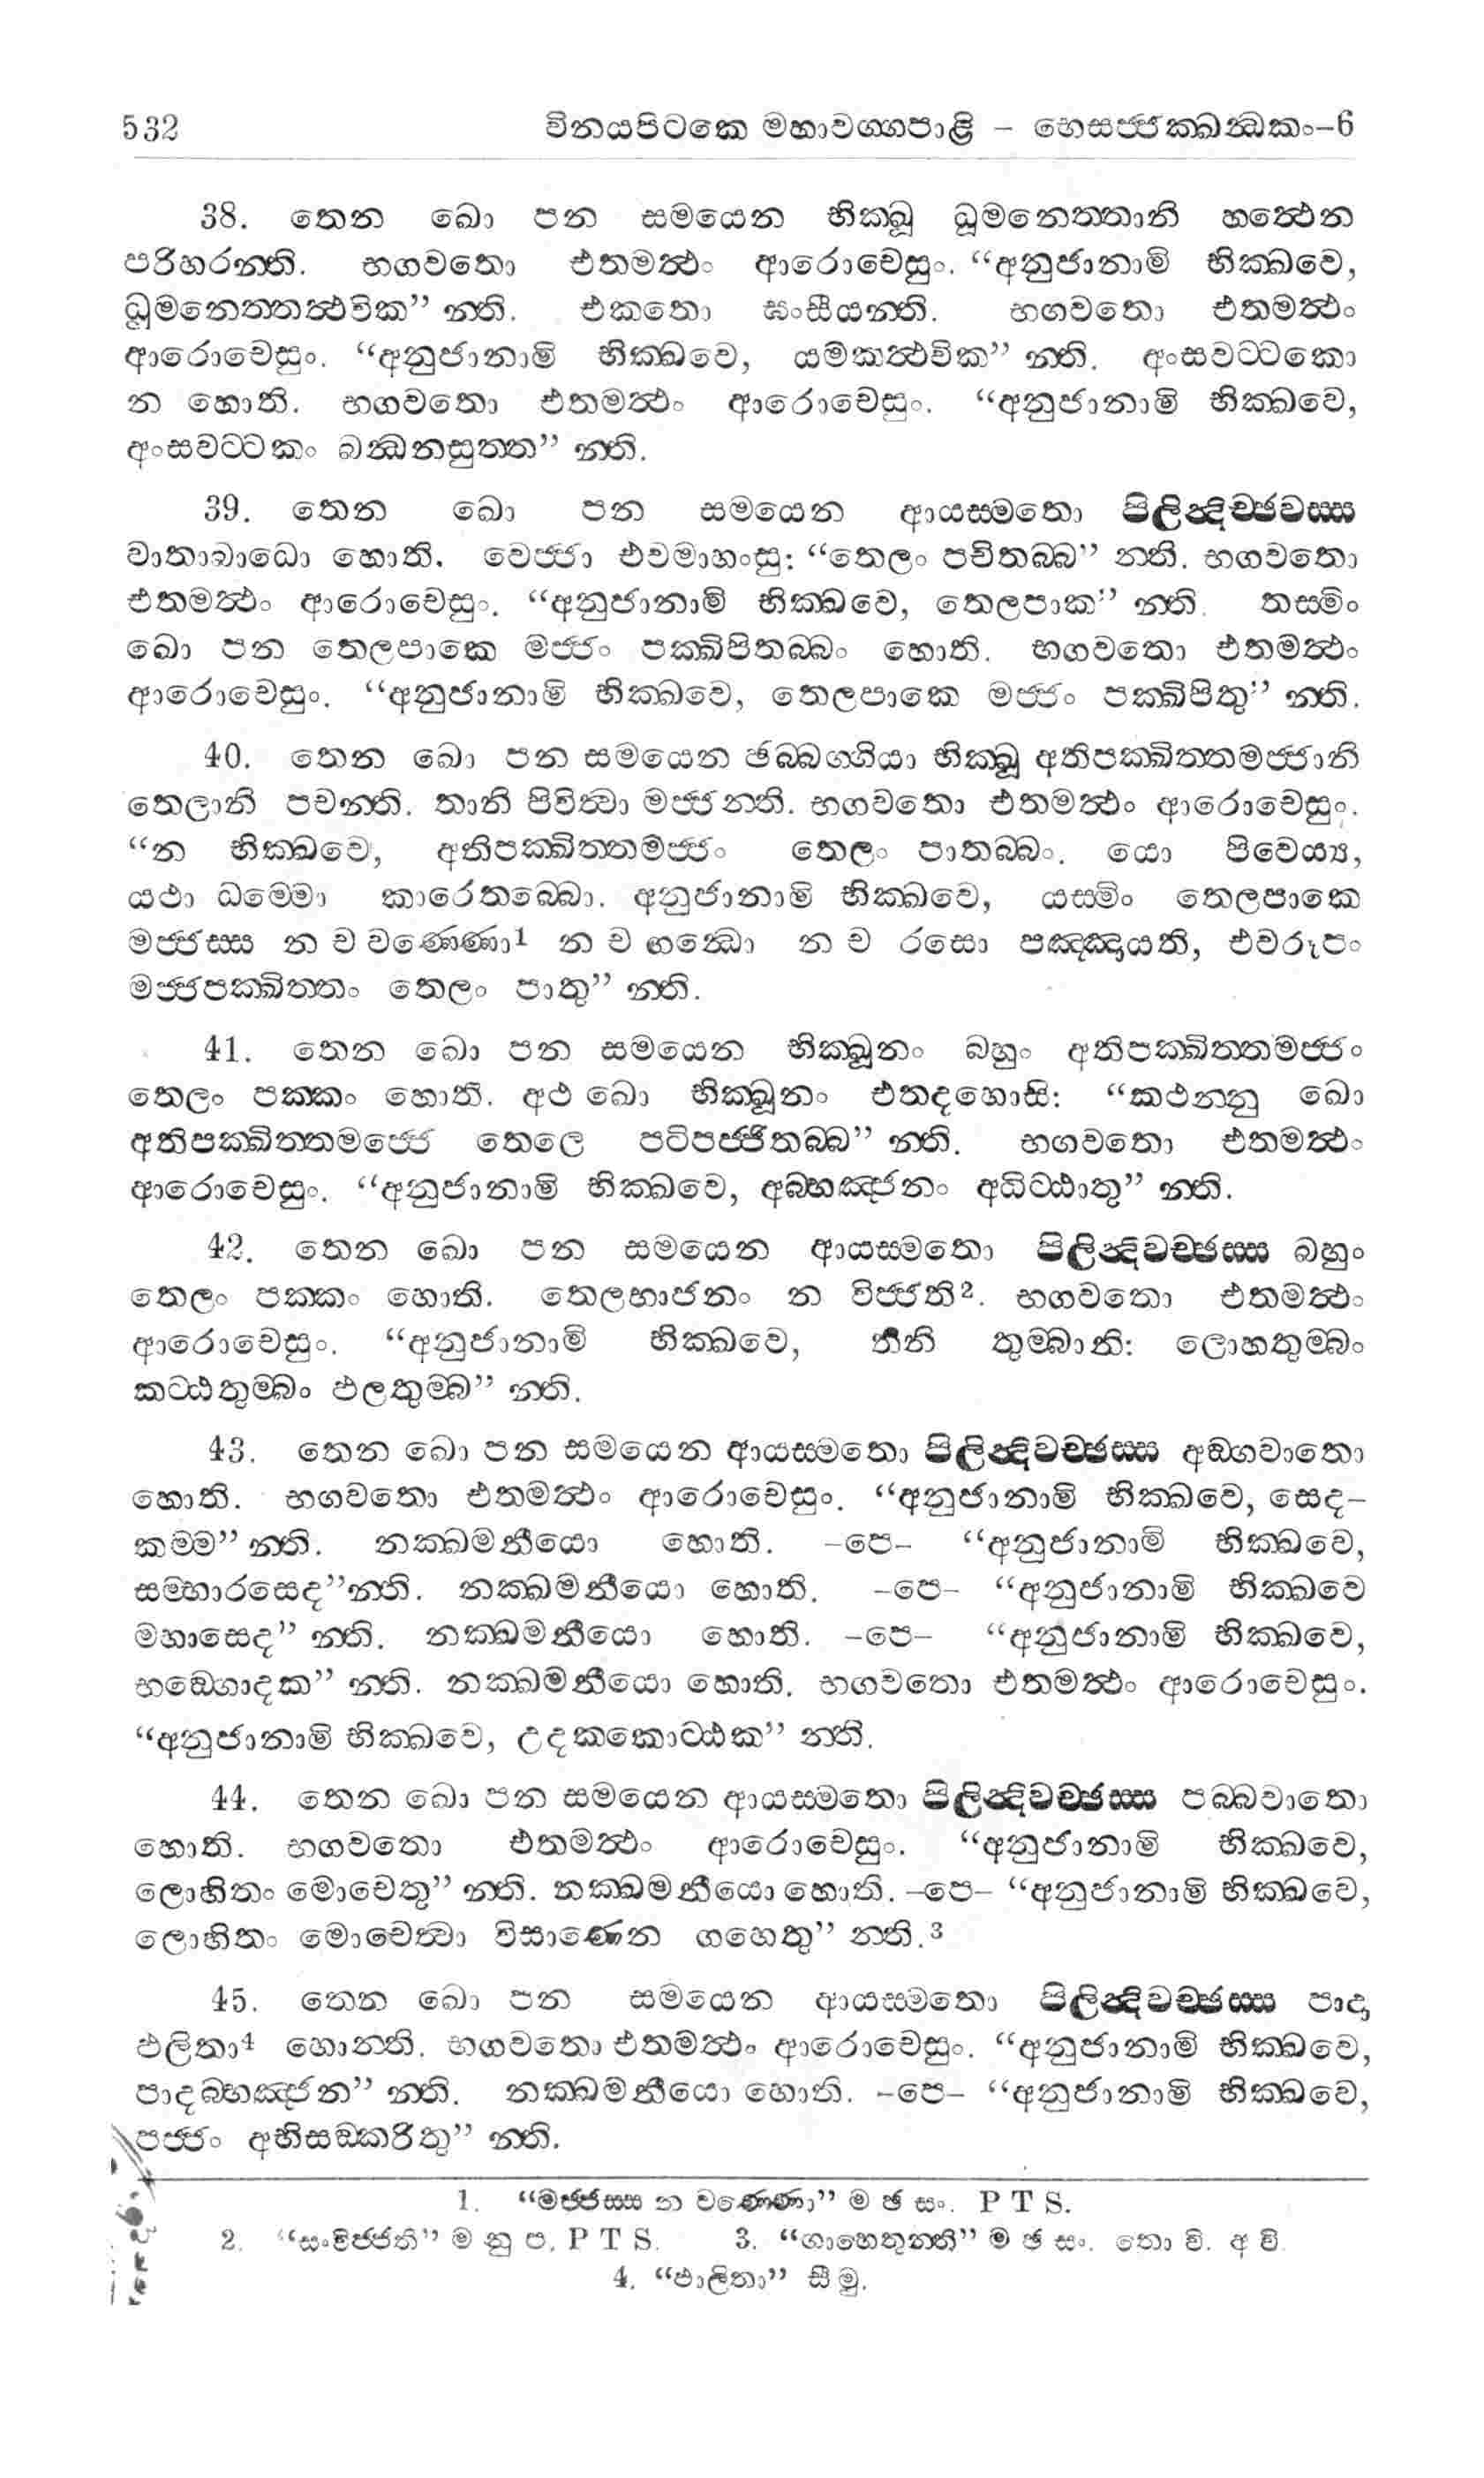 532 විනයපිටකෙ මහාවග්ගපාළි – භෙසජ්ජක්ඛන්ධකං–6
38. තෙන ඛො පන සමයෙන භික්ඛූ ධූමනෙත්තානි හත්ථෙන
පරිහරන්ති. භගවතො එතමත්ථං ආරොචෙසුං. “අනුජානාමි භික්ඛවෙ,
ධූමනෙත්තත්ථවික” න්ති. එකතො ඝංසීයන්ති. භගවතො එතමත්ථං
ආරොචෙසුං. “අනුජානාමි භික්ඛවෙ, යමකත්ථවික” න්ති. අංසවට්ටකො
න හොති. භගවතො එතමත්ථං ආරොචෙසුං. “අනුජානාමි භික්ඛවෙ,
අංසවට්ටකං බන්ධනසුත්ත” න්ති.
39. තෙන ඛො පන සමයෙන ආයස්මතො පිලින්දිච්ඡවස්ස
වාතාබාධො හොති. වෙජ්ජා එවමාහංසු: “තෙලං පචිතබ්බ” න්ති. භගවතො
එතමත්ථං ආරොචෙසුං. “අනුජානාමි භික්ඛවෙ, තෙලපාක” න්ති. තස්මිං
ඛො පන තෙලපාකෙ මජ්ජං පක්ඛිපිතබ්බං හොති. භගවතො එතමත්ථං
ආරොචෙසුං. “අනුජානාමි භික්ඛවෙ, තෙලපාකෙ මජ්ජං පක්ඛිපිතු” න්ති.
40. තෙන ඛො පන සමයෙන ඡබ්බග්ගියා භික්ඛූ අතිපක්ඛිත්තමජ්ජානි
තෙලානි පචන්ති. තානි පිවිත්වා මජ්ජන්ති. භගවතො එතමත්ථං ආරොචෙසුං.
“න භික්ඛවෙ, අතිපක්ඛිත්තමජ්ජං තෙලං පාතබ්බං. යො පිවෙය්‍ය,
යථා ධම්මො කාරෙතබ්බො. අනුජානාමි භික්ඛවෙ, යස්මිං තෙලපාකෙ
මජ්ජස්ස න ච වණ්ණො1 න ච ගන්ධො න ච රසො පඤ්ඤායති, එවරූපං
මජ්ජපක්ඛිත්තං තෙලං පාතු” න්ති.
41. තෙන ඛො පන සමයෙන භික්ඛූනං බහුං අතිපක්ඛිත්තමජ්ජං
තෙලං පක්කං හොති. අථ ඛො භික්ඛූනං එතදහොසි: “කථන්නු ඛො
අතිපක්ඛිත්තමජ්ජෙ තෙලෙ පටිපජ්ජිතබ්බ” න්ති. භගවතො එතමත්ථං
ආරොචෙසුං. “අනුජානාමි භික්ඛවෙ, අබ්භඤ්ජනං අධිට්ඨාතු” න්ති.
42. තෙන ඛො පන සමයෙන ආයස්මතො පිලින්දිවච්ඡස්ස බහුං
තෙලං පක්කං හොති. තෙලභාජනං න විජ්ජති2. භගවතො එතමත්ථං
ආරොචෙසුං. “අනුජානාමි භික්ඛවෙ, තීනි තුම්බානි: ලොහතුම්බං
කට්ඨතුම්බං ඵලතුම්බ” න්ති.
43. තෙන ඛො පන සමයෙන ආයස්මතො පිලින්දිවච්ඡස්ස අඞ්ගවාතො
හොති. භගවතො එතමත්ථං ආරොචෙසුං. “අනුජානාමි භික්ඛවෙ, සෙද–
කම්ම” න්ති. නක්ඛමනීයො හොති. –පෙ– “අනුජානාමි භික්ඛවෙ,
සම්භාරසෙද”න්ති. නක්ඛමනීයො හොති. –පෙ– “අනුජානාමි භික්ඛවෙ
මහාසෙද” න්ති. නක්ඛමනීයො හොති. –පෙ– “අනුජානාමි භික්ඛවෙ,
භඞ්ගොදක” න්ති. නක්ඛමනීයො හොති. භගවතො එතමත්ථං ආරොචෙසුං.
“අනුජානාමි භික්ඛවෙ, උදකකොට්ඨක” න්ති.
44. තෙන ඛො පන සමයෙන ආයස්මතො පිලින්දිවච්ඡස්ස පබ්බවාතො
හොති. භගවතො එතමත්ථං ආරොචෙසුං. “අනුජානාමි භික්ඛවෙ,
ලොහිතං මොචෙතු” න්ති. නක්ඛමනීයො හොති. –පෙ– “අනුජානාමි භික්ඛවෙ,
ලොහිතං මොචෙත්වා විසාණෙන ගහෙතු” න්ති.3
45. තෙන ඛො පන සමයෙන ආයස්මතො පිලින්දිවච්ඡස්ස පාදා
ඵලිතා4 හොන්ති. භගවතො එතමත්ථං ආරොචෙසුං. “අනුජානාමි භික්ඛවෙ,
පාදබ්භඤ්ජන” න්ති. නක්ඛමනීයො හොති. –පෙ– “අනුජානාමි භික්ඛවෙ,
පජ්ජං අභිසඞ්ඛරිතු” න්ති.
1. “මජ්ජස්ස න වණ්ණො” ම ඡ සං. P T S.
2. “සංවිජ්ජති” ම නු ප, P T S. 3. “ගාහෙතුන්ති” ම ඡ සං. තො වි. අ වි.
4. “ඵාලිතා” සී මු.